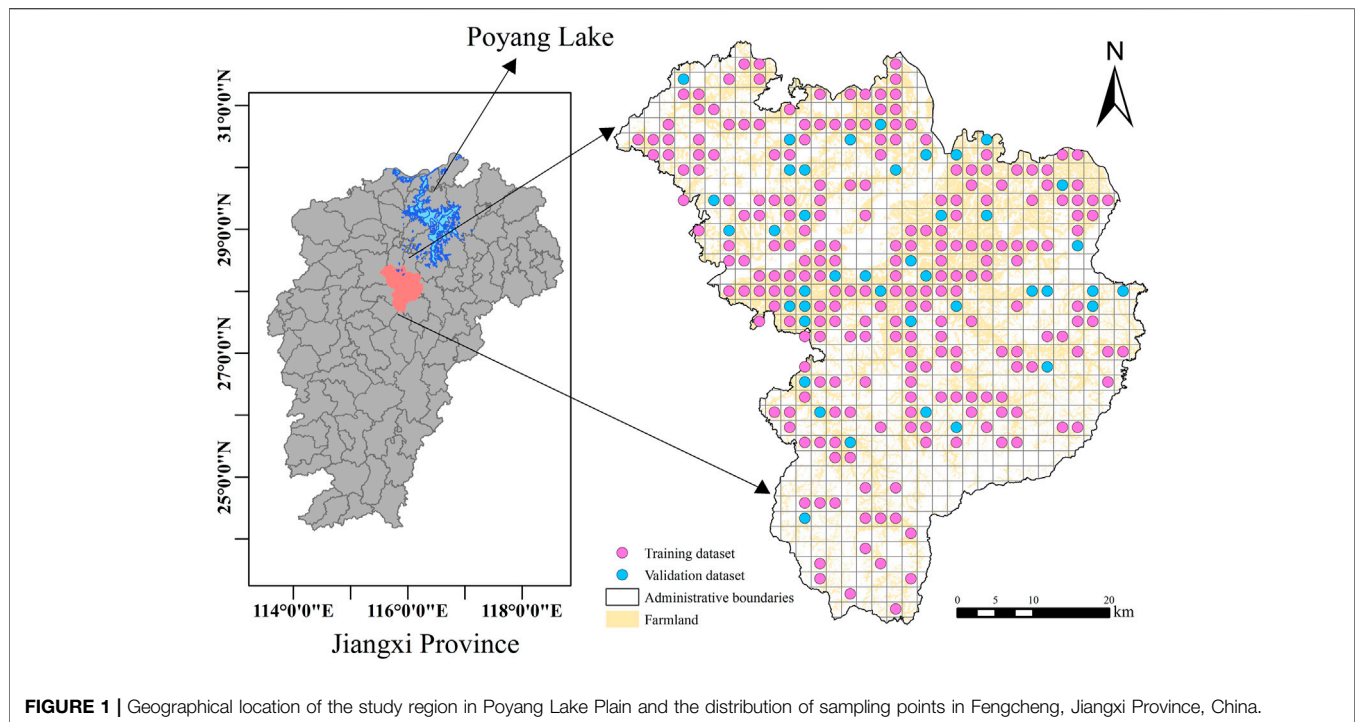 Poyang Lake
N
31°0'0"N
29°0'0"N
27°0'0"N
25°0'0"N
114°0'0"E 116°0'0"E 118°0'0"E
Jiangxi Province
Training dataset
Validation dataset
Administrative boundaries
Farmland
0 5 10 20
km
FIGURE 1 | Geographical location of the study region in Poyang Lake Plain and the distribution of sampling points in Fengcheng, Jiangxi Province, China.